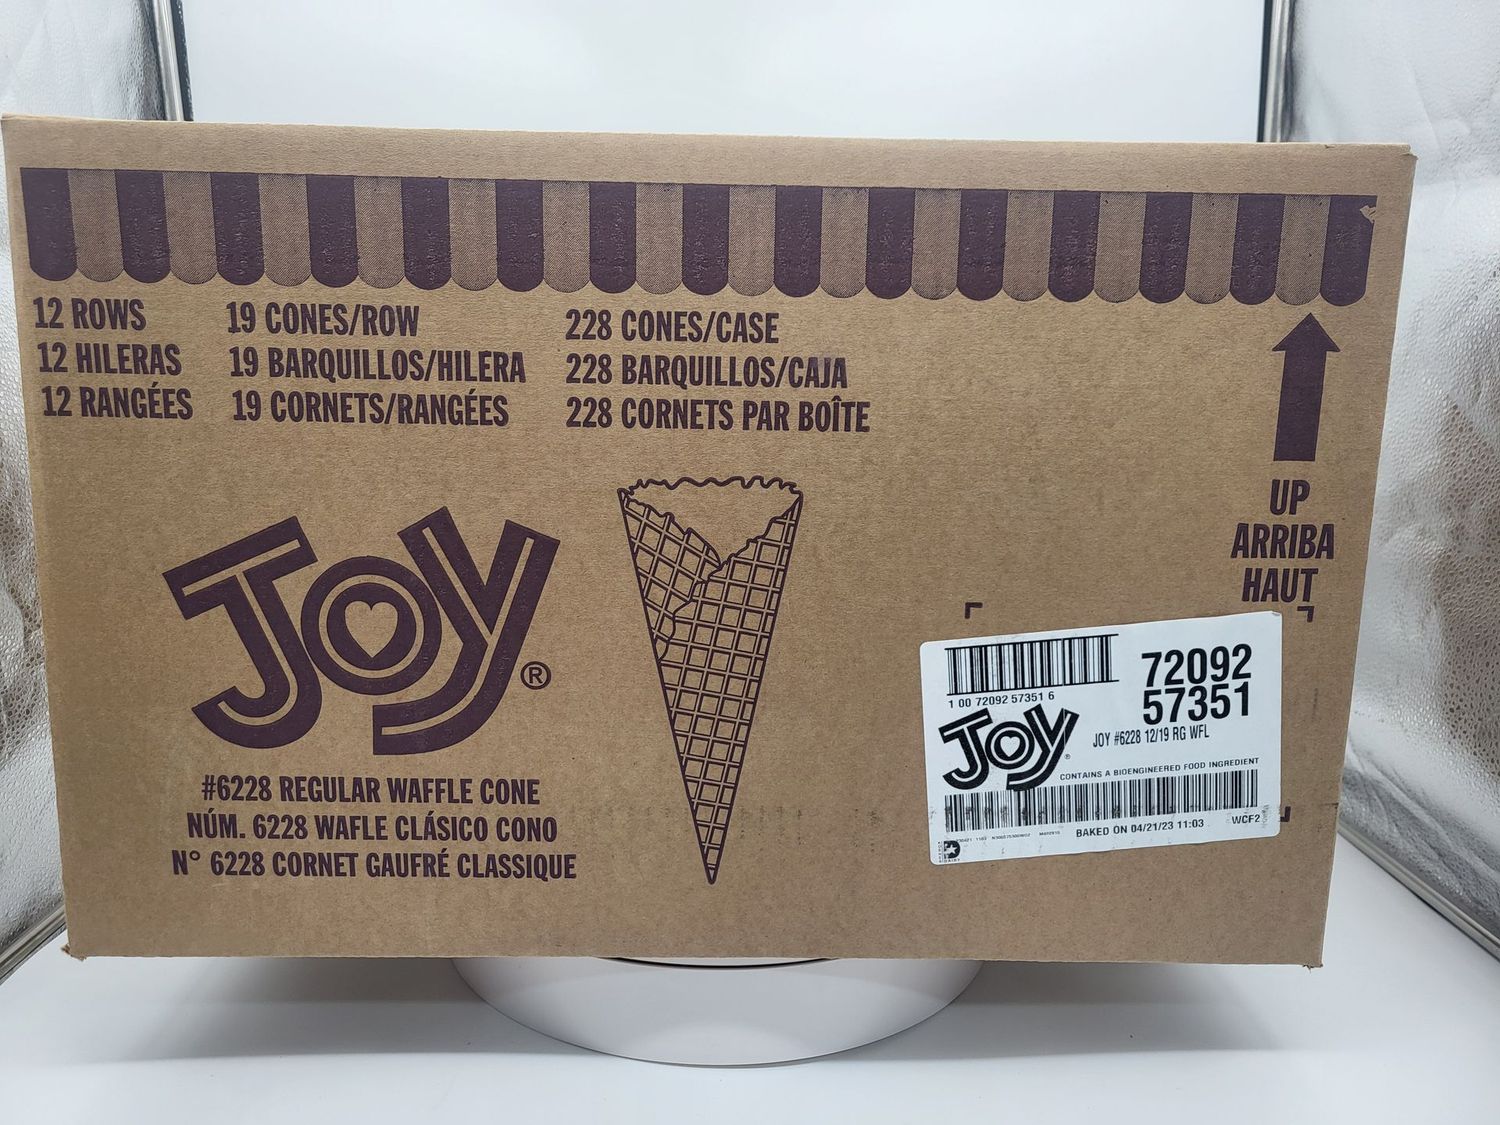 12 ROWS
12 HILERAS
12 RANGÉES
19 CONES/ROW
19 BARQUILLOS/HILERA
19 CORNETS/RANGÉES
228 CONES/CASE
228 BARQUILLOS/CAJA
228 CORNETS PAR BOÎTE
UP
ARRIBA
HAUT
JOY®
#6228 REGULAR WAFFLE CONE
NÚM. 6228 WAFLE CLÁSICO CONO
N° 6228 CORNET GAUFRÉ CLASSIQUE
1 00 72092 57351 6
72092
57351
JOY®
JOY #6228 12/19 RG WFL
CONTAINS A BIOENGINEERED FOOD INGREDIENT
BAKED ON 04/21/23 11:03
WCF2